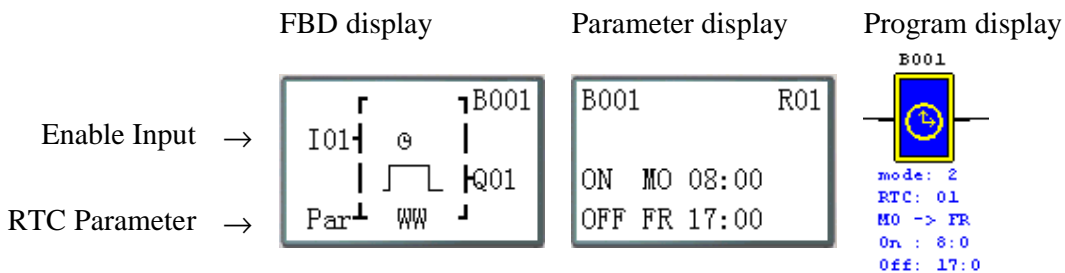 FBD display Parameter display Program display
B001
B001
I01
Q01
Par WW
Enable Input →
RTC Parameter →
B001 R01
ON MO 08:00
OFF FR 17:00
mode: 2
RTC: 01
MO -> FR
On : 8:0
Off: 17:0